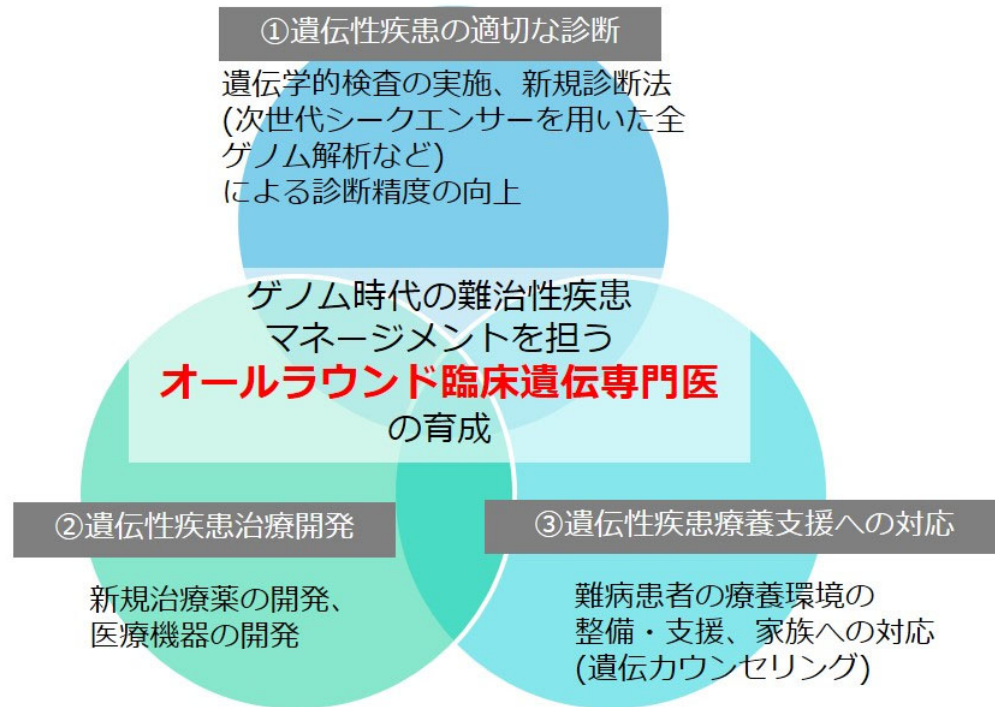 ①遺伝性疾患の適切な診断
遺伝学的検査の実施、新規診断法
(次世代シークエンサーを用いた全
ゲノム解析など)
による診断精度の向上
ゲノム時代の難治性疾患
マネージメントを担う
オールラウンド臨床遺伝専門医
の育成
②遺伝性疾患治療開発
新規治療薬の開発、
医療機器の開発
③遺伝性疾患療養支援への対応
難病患者の療養環境の
整備・支援、家族への対応
(遺伝カウンセリング)